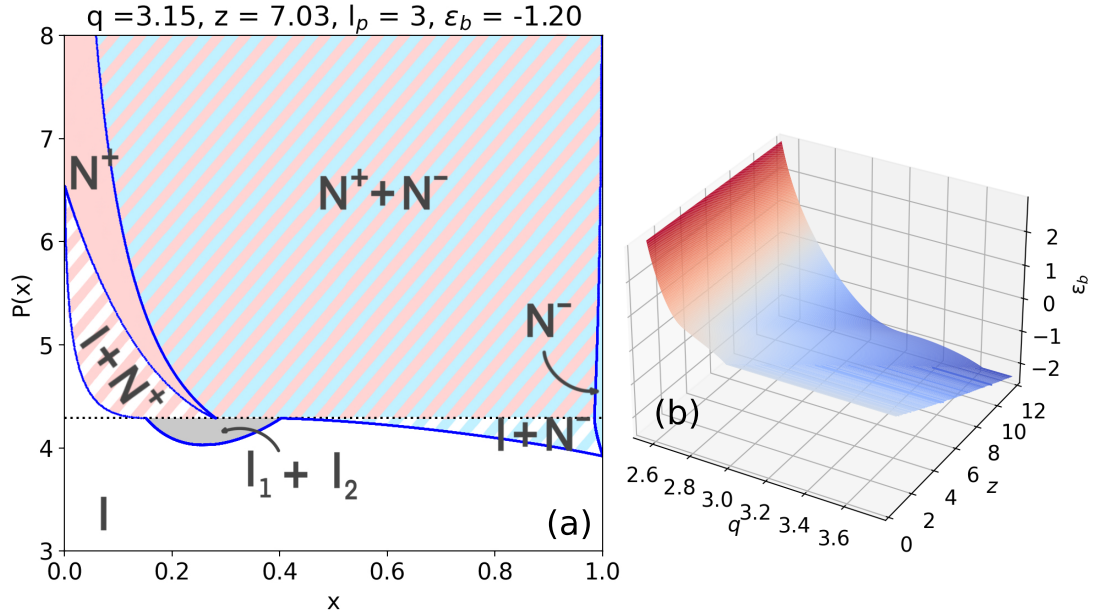 q =3.15, z = 7.03, l_p = 3, ε_b = -1.20
8
7
6
5
4
3
P(x)
N⁺
N⁺+N⁻
I+N⁺
N⁻
I+N⁻
I₁ + I₂
I
(a)
0.0 0.2 0.4 0.6 0.8 1.0
x
(b)
2
1
0
−1
−2
ε_b
2.6 2.8 3.0 3.2 3.4 3.6
q
0 2 4 6 8 10 12
z